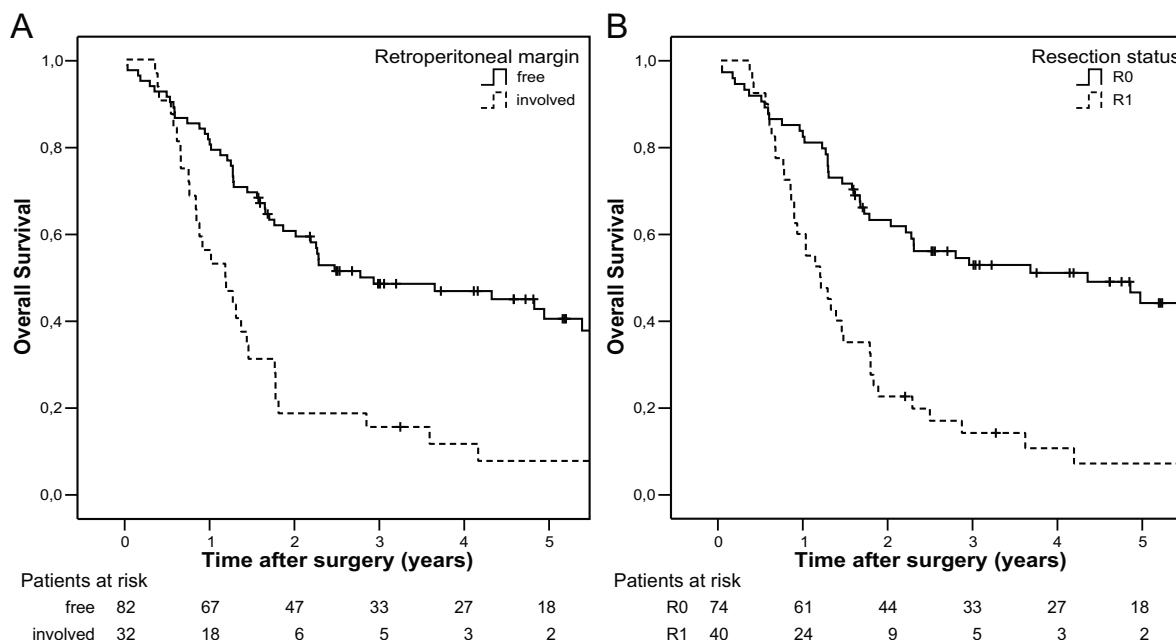 A
Retroperitoneal margin
free
involved
Overall Survival
1,0
0,8
0,6
0,4
0,2
0,0
0 1 2 3 4 5
Time after surgery (years)
Patients at risk
free 82 67 47 33 27 18
involved 32 18 6 5 3 2
B
Resection status
R0
R1
Overall Survival
1,0
0,8
0,6
0,4
0,2
0,0
0 1 2 3 4 5
Time after surgery (years)
Patients at risk
R0 74 61 44 33 27 18
R1 40 24 9 5 3 2